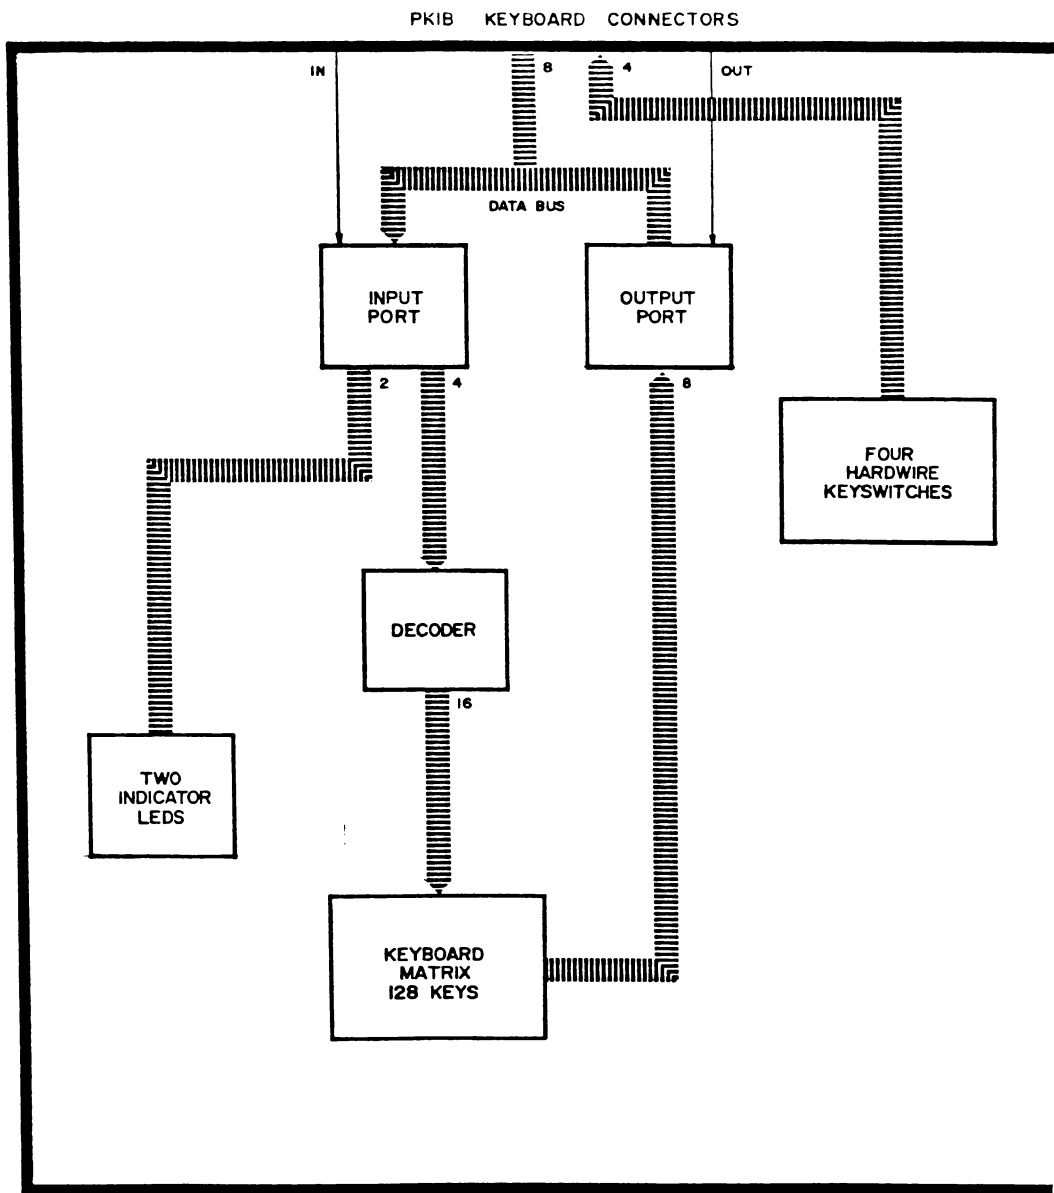 PKIB KEYBOARD CONNECTORS
IN
8
4
OUT
DATA BUS
INPUT
PORT
OUTPUT
PORT
2
4
8
FOUR
HARDWIRE
KEYSWITCHES
DECODER
16
TWO
INDICATOR
LEDS
KEYBOARD
MATRIX
128 KEYS